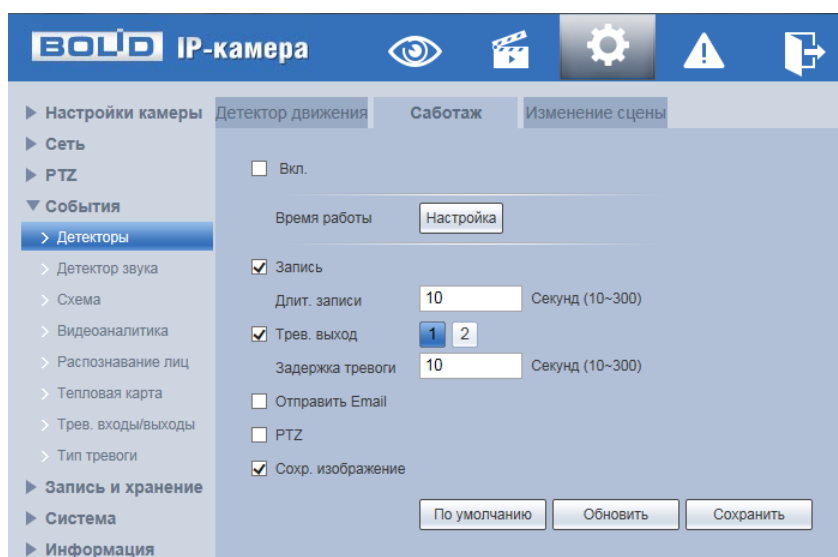 BOLID IP-камера
Настройки камеры
Сеть
PTZ
События
Детекторы
Детектор звука
Схема
Видеоаналитика
Распознавание лиц
Тепловая карта
Трев. входы/выходы
Тип тревоги
Запись и хранение
Система
Информация
Детектор движения Саботаж Изменение сцены
Вкл.
Время работы Настройка
Запись
Длит. записи 10 Секунд (10~300)
Трев. выход 1 2
Задержка тревоги 10 Секунд (10~300)
Отправить Email
PTZ
Сохр. изображение
По умолчанию Обновить Сохранить